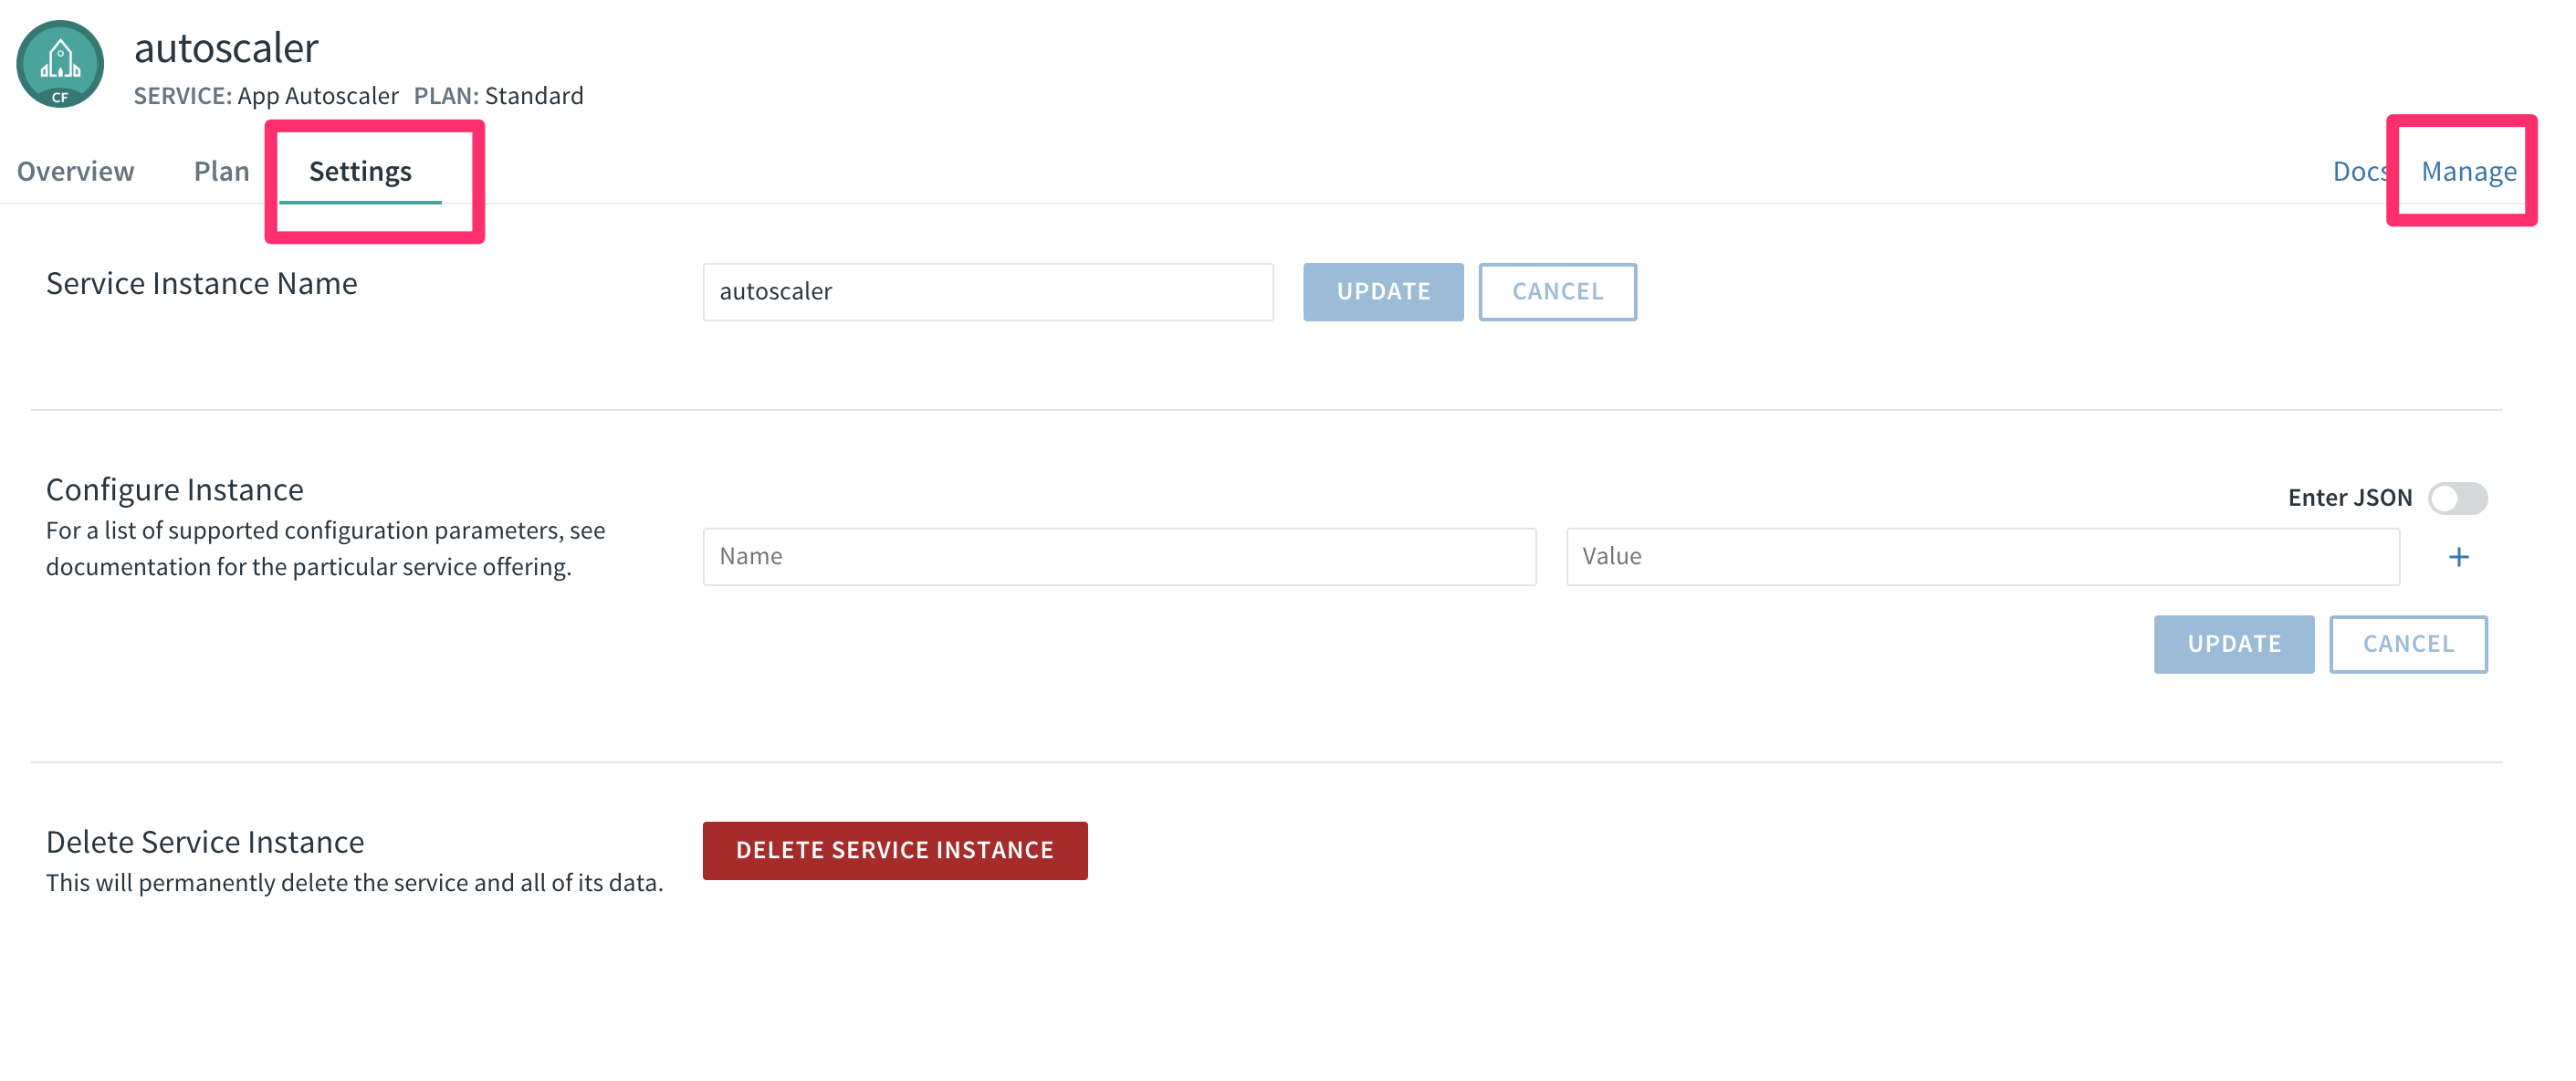 autoscaler
CF
SERVICE: App Autoscaler PLAN: Standard
Overview Plan Settings Docs Manage
Service Instance Name autoscaler UPDATE CANCEL
Configure Instance
Enter JSON
For a list of supported configuration parameters, see
documentation for the particular service offering.
Name Value +
UPDATE CANCEL
Delete Service Instance DELETE SERVICE INSTANCE
This will permanently delete the service and all of its data.